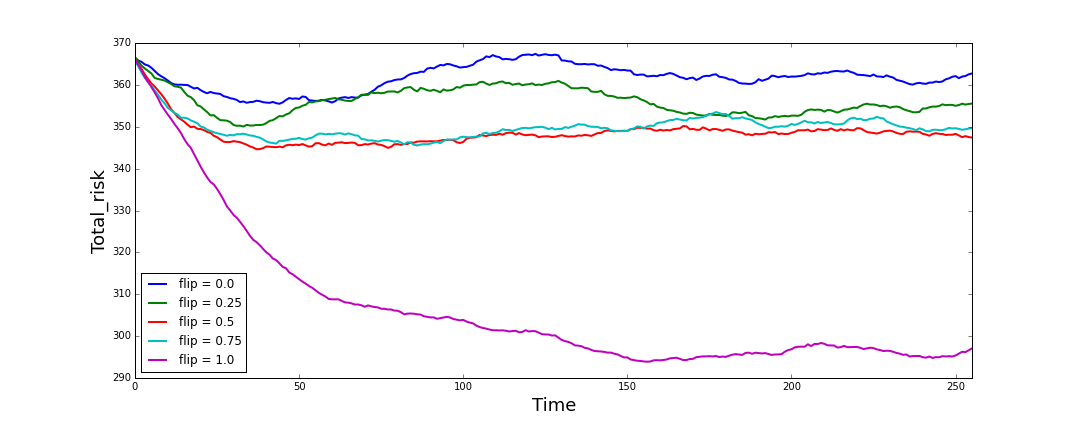 370
360
350
340
330
320
310
300
290
Total_risk
flip = 0.0
flip = 0.25
flip = 0.5
flip = 0.75
flip = 1.0
0 50 100 150 200 250
Time